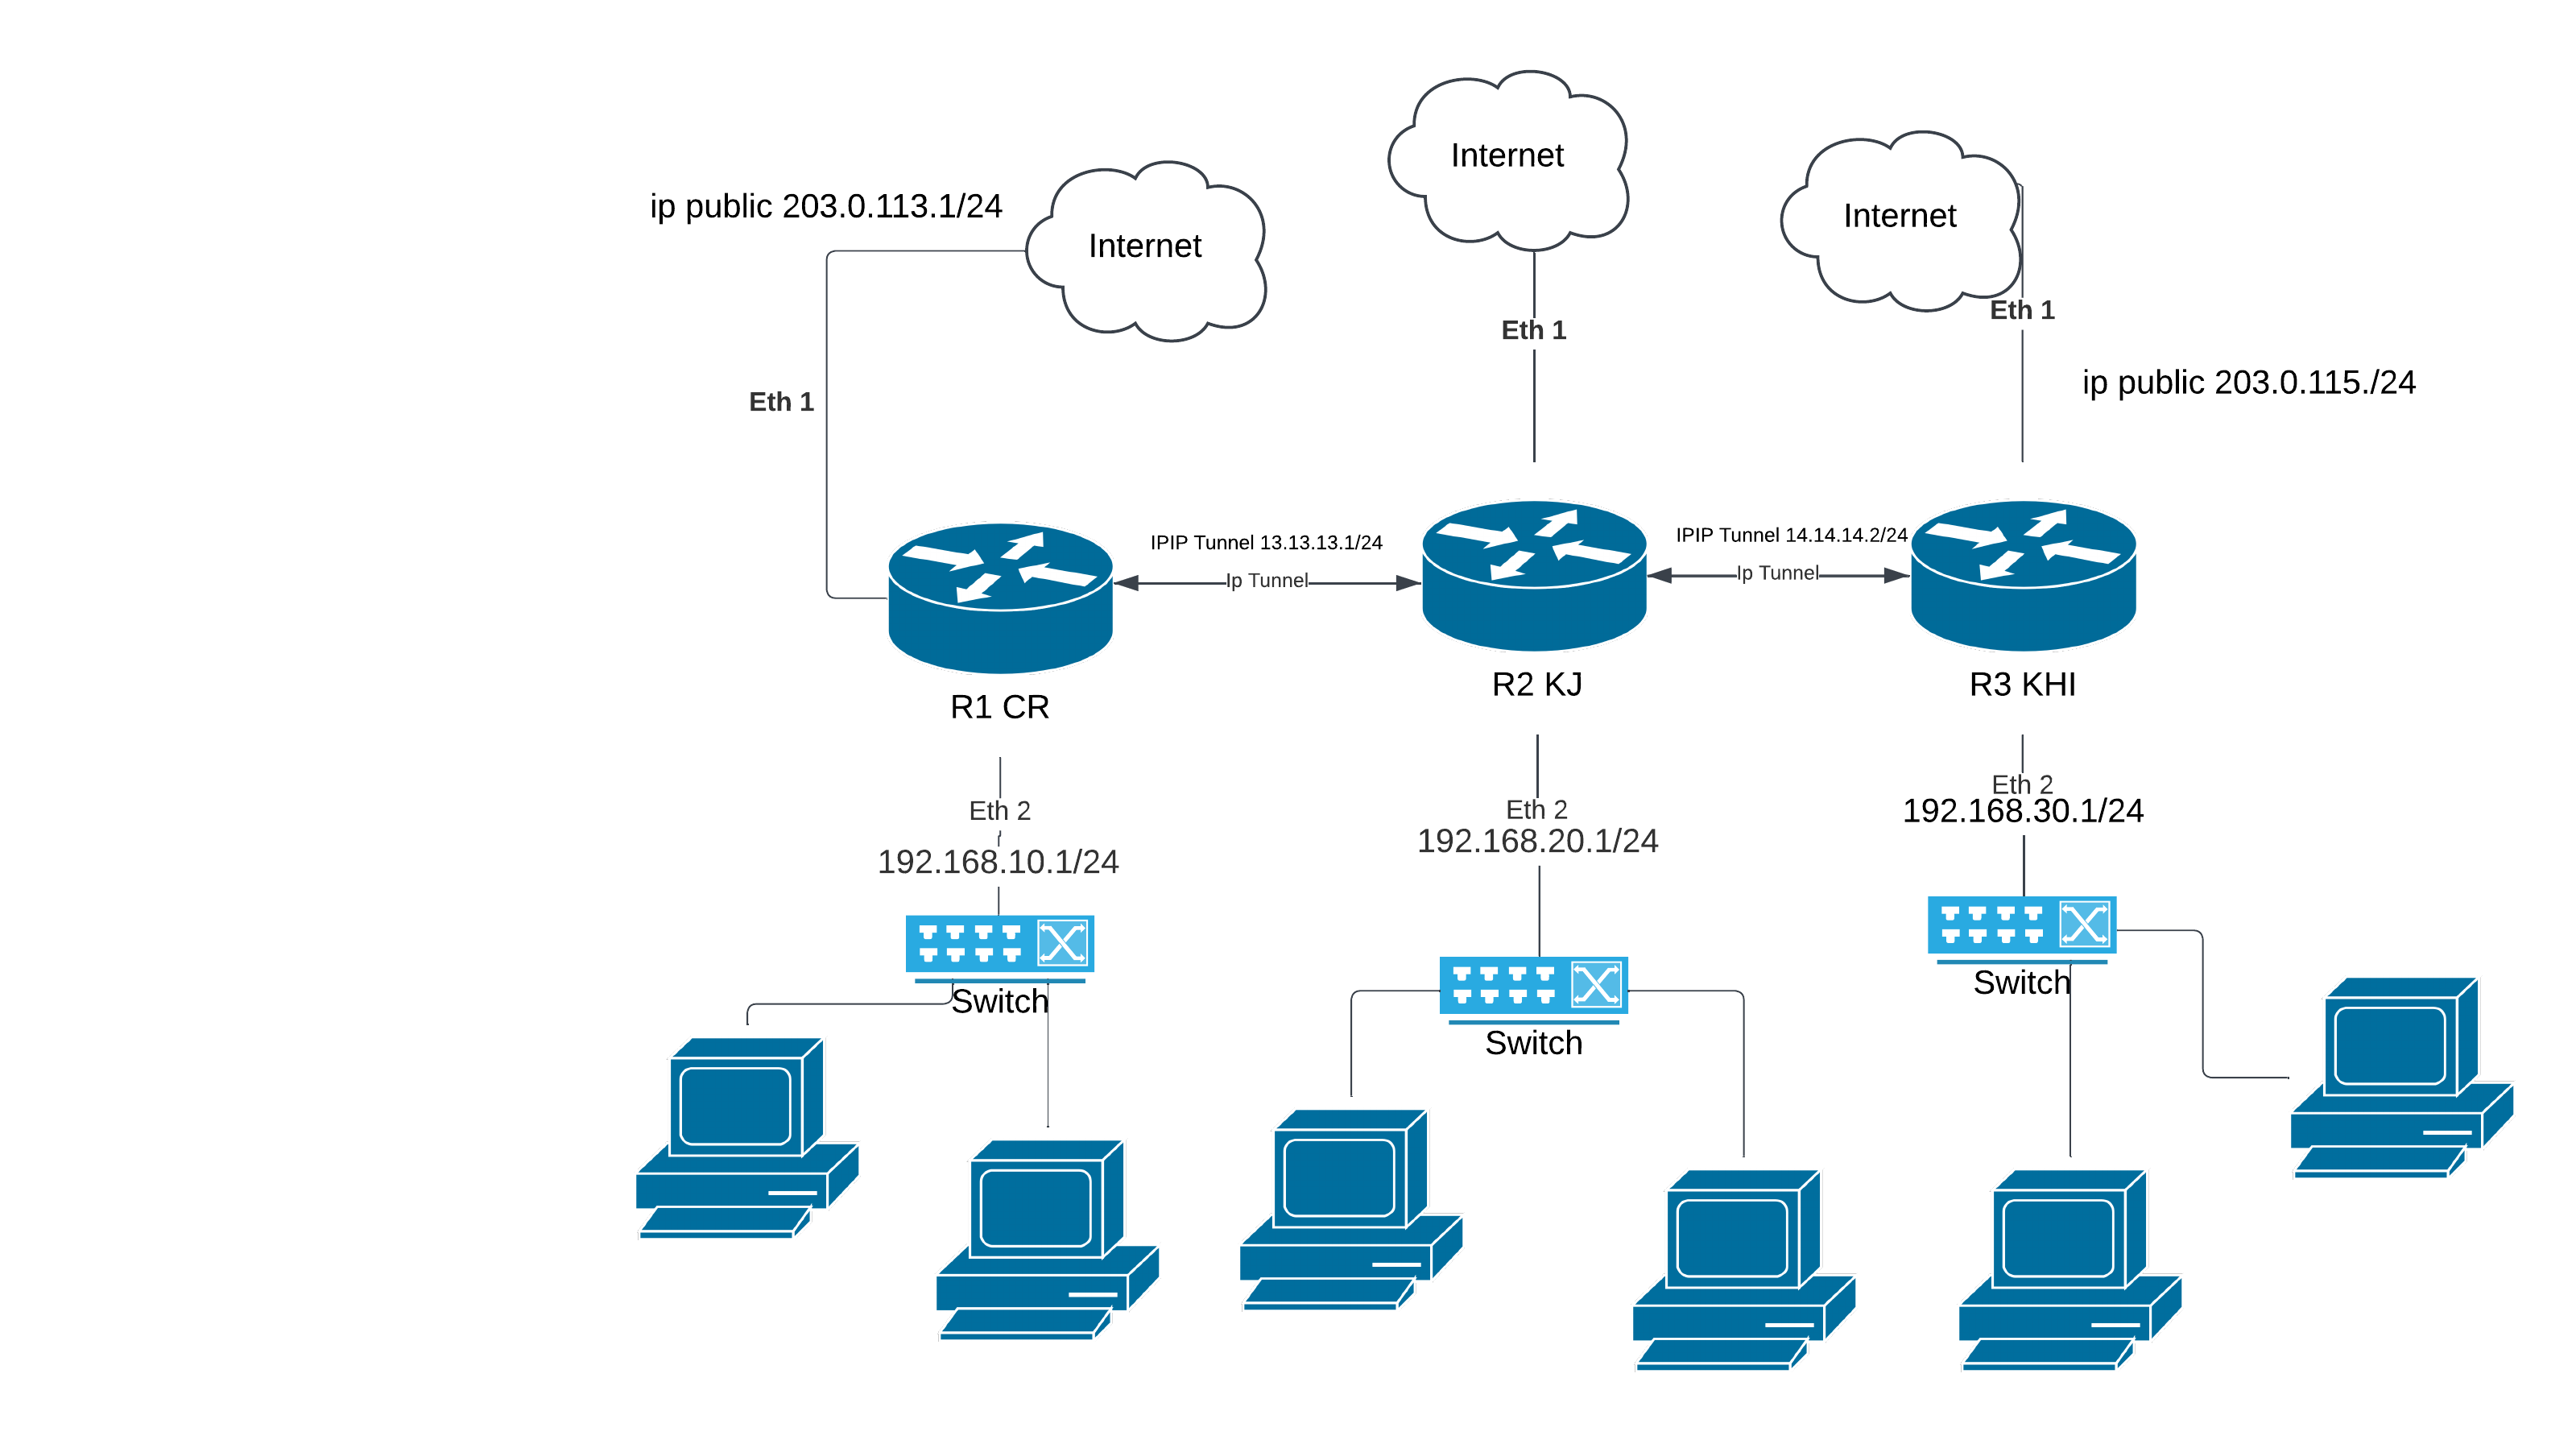 Internet
Internet
ip public 203.0.113.1/24
Internet
Internet
Eth 1
Eth 1
ip public 203.0.115./24
Eth 1
IPIP Tunnel 13.13.13.1/24
Ip Tunnel
IPIP Tunnel 14.14.14.2/24
Ip Tunnel
R1 CR
R2 KJ
R3 KHI
Eth 2
192.168.10.1/24
Eth 2
192.168.20.1/24
Eth 2
192.168.30.1/24
Switch
Switch
Switch